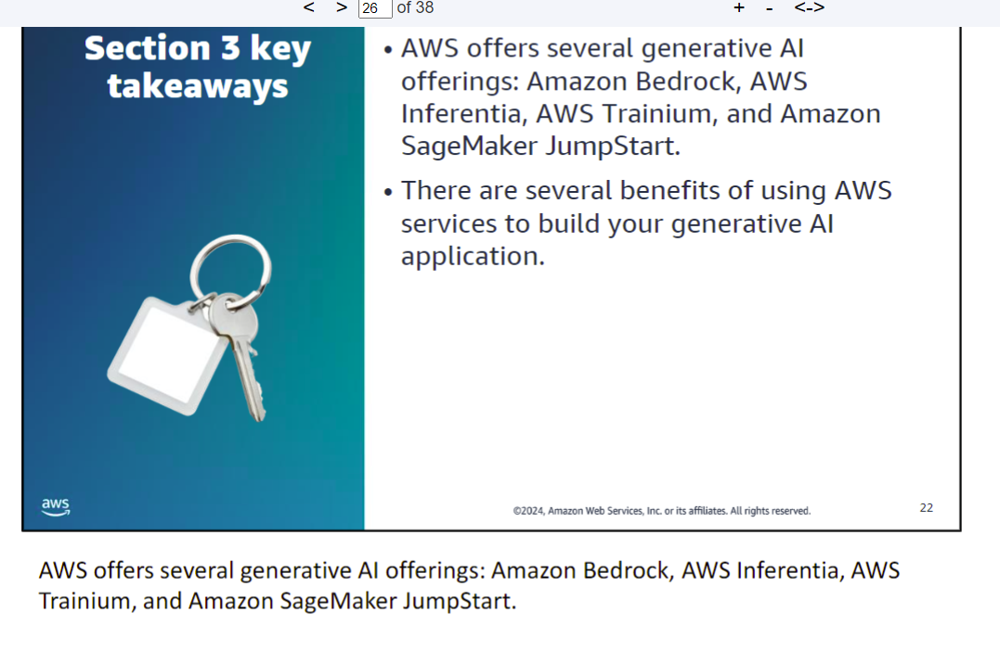 < > 26 of 38 + - <->
Section 3 key
takeaways
• AWS offers several generative AI
offerings: Amazon Bedrock, AWS
Inferentia, AWS Trainium, and Amazon
SageMaker JumpStart.
• There are several benefits of using AWS
services to build your generative AI
application.
aws
©2024, Amazon Web Services, Inc. or its affiliates. All rights reserved.
22
AWS offers several generative AI offerings: Amazon Bedrock, AWS Inferentia, AWS
Trainium, and Amazon SageMaker JumpStart.